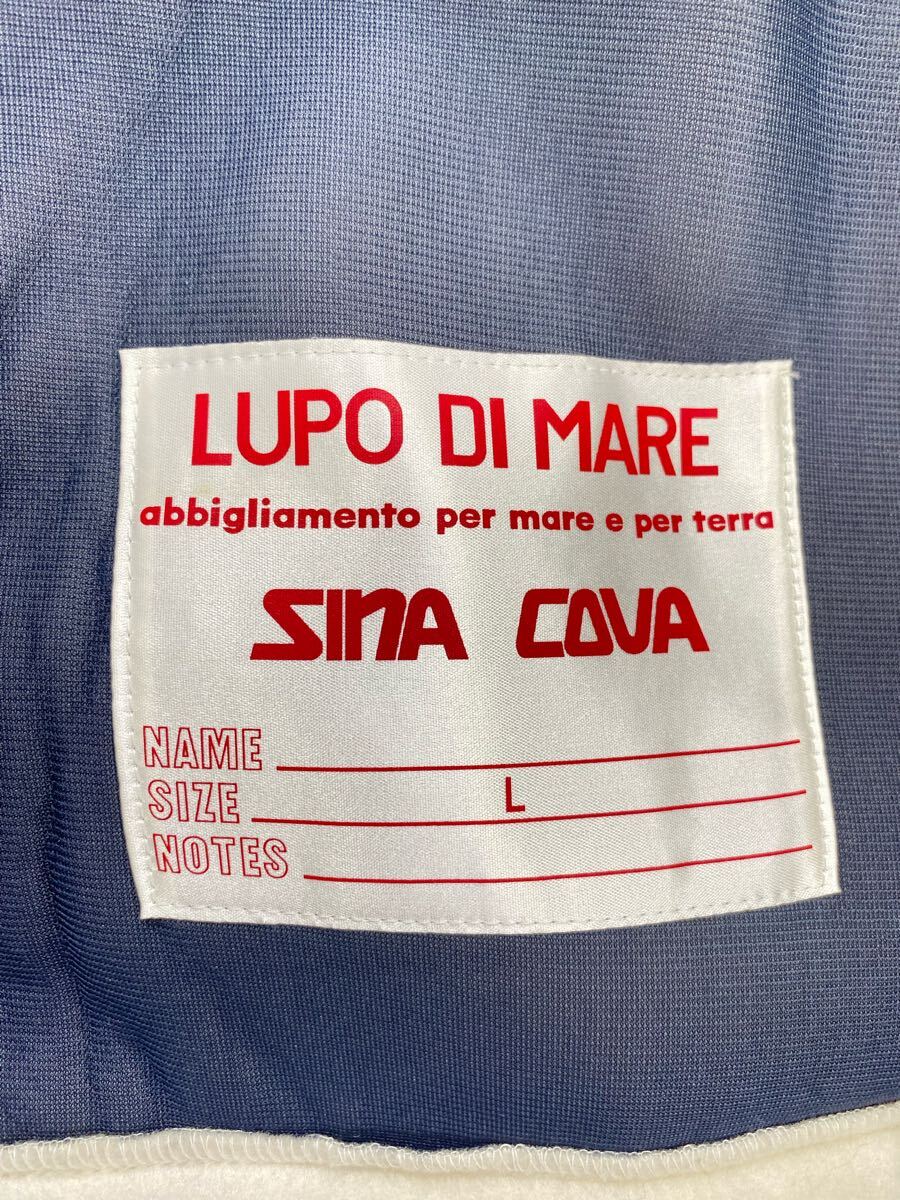 LUPO DI MARE
abbigliamento per mare e per terra
SINA COVA
NAME
SIZE L
NOTES